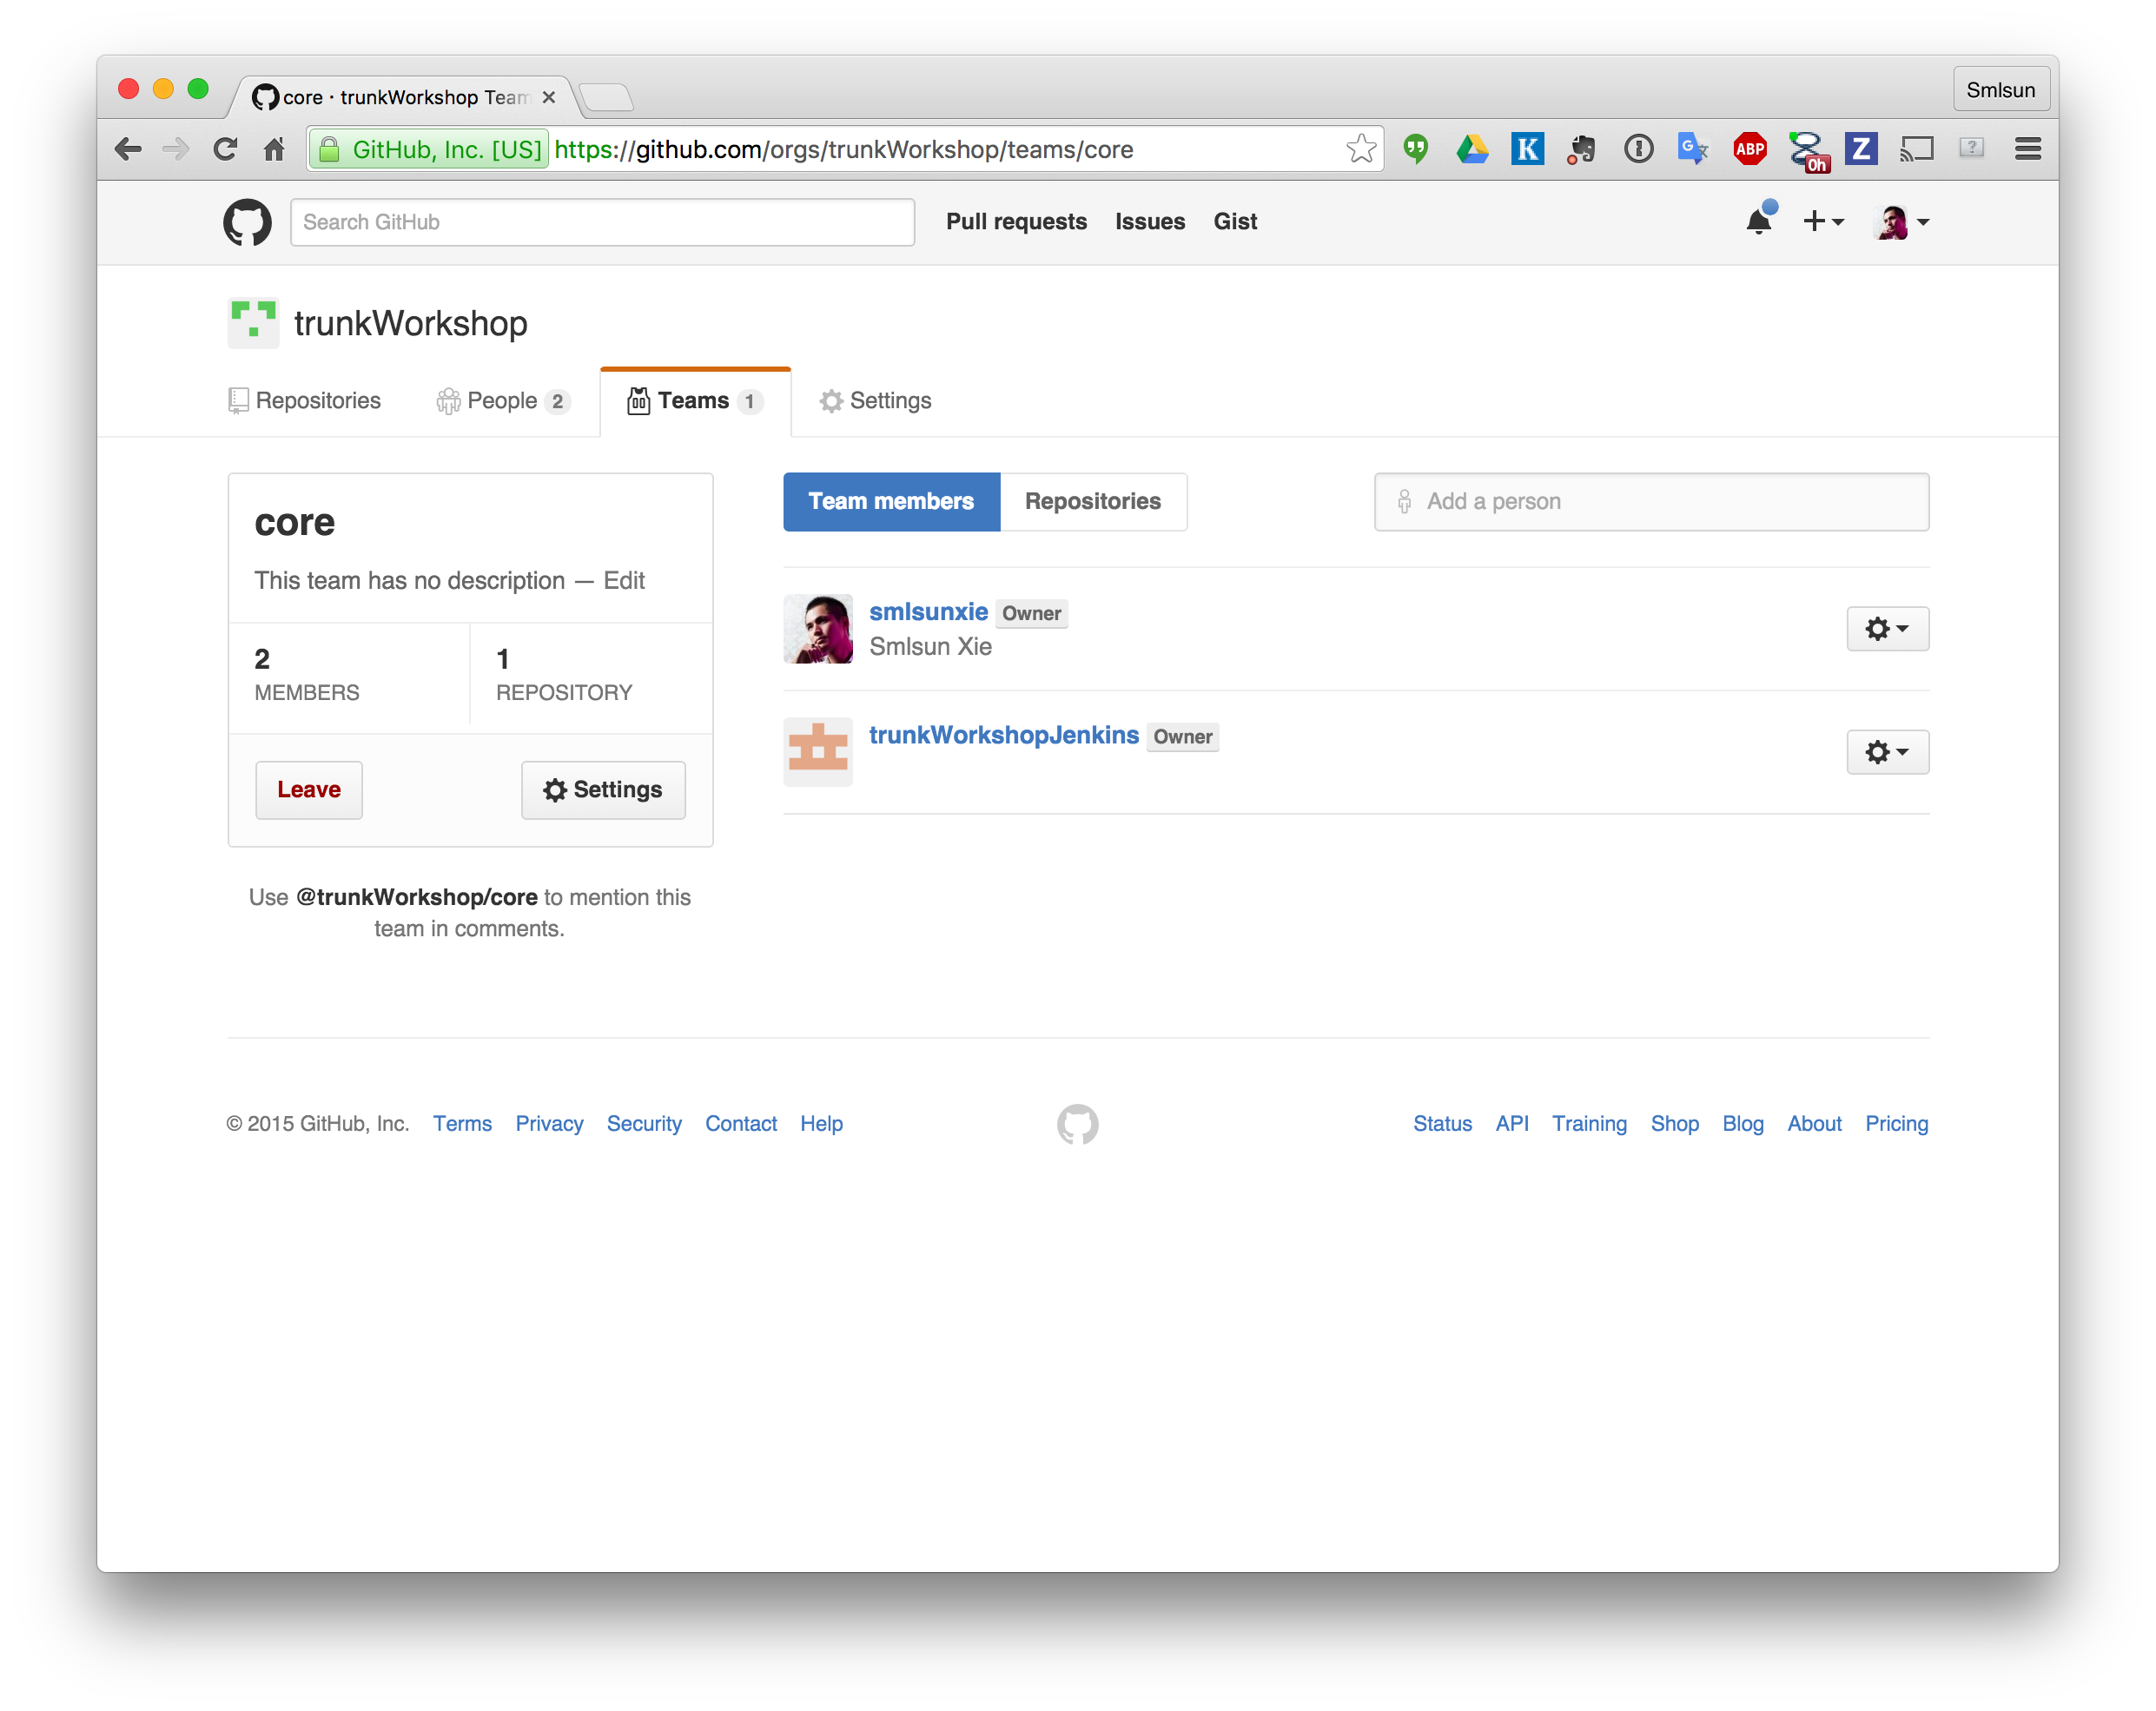 core · trunkWorkshop Team
Smlsun
GitHub, Inc. [US] https://github.com/orgs/trunkWorkshop/teams/core
K
ABP
0h
Z
?
Search GitHub
Pull requests Issues Gist
trunkWorkshop
Repositories People 2 Teams 1 Settings
core
This team has no description — Edit
2
MEMBERS
1
REPOSITORY
Leave
Settings
Use @trunkWorkshop/core to mention this
team in comments.
Team members Repositories
Add a person
smlsunxie Owner
Smlsun Xie
trunkWorkshopJenkins Owner
© 2015 GitHub, Inc. Terms Privacy Security Contact Help
Status API Training Shop Blog About Pricing